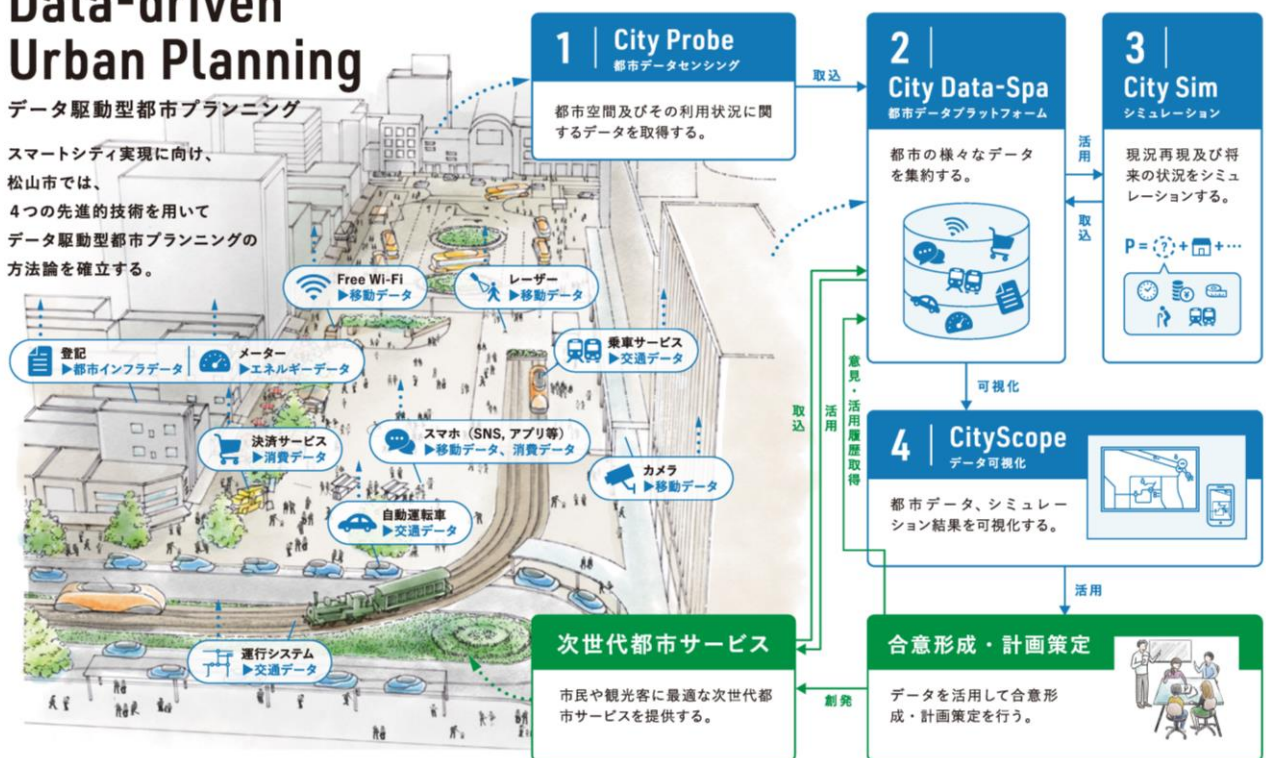 Data-driven
Urban Planning
データ駆動型都市プランニング
スマートシティ実現に向け、
松山市では、
4つの先進的技術を用いて
データ駆動型都市プランニングの
方法論を確立する。
1
City Probe
都市データセンシング
都市空間及びその利用状況に関
するデータを取得する。
取込
2
City Data-Spa
都市データプラットフォーム
都市の様々なデータ
を集約する。
活用
取込
3
City Sim
シミュレーション
現況再現及び将
来の状況をシミュ
レーションする。
P=(?)+ +…
Free Wi-Fi
▶移動データ
レーザー
▶移動データ
登記
▶都市インフラデータ
メーター
▶エネルギーデータ
乗車サービス
▶交通データ
決済サービス
▶消費データ
スマホ（SNS, アプリ等）
▶移動データ、消費データ
カメラ
▶移動データ
自動運転車
▶交通データ
運行システム
▶交通データ
取込
活用
意見・活用履歴取得
可視化
4
CityScope
データ可視化
都市データ、シミュレー
ション結果を可視化する。
活用
次世代都市サービス
市民や観光客に最適な次世代都
市サービスを提供する。
創発
合意形成・計画策定
データを活用して合意形
成・計画策定を行う。